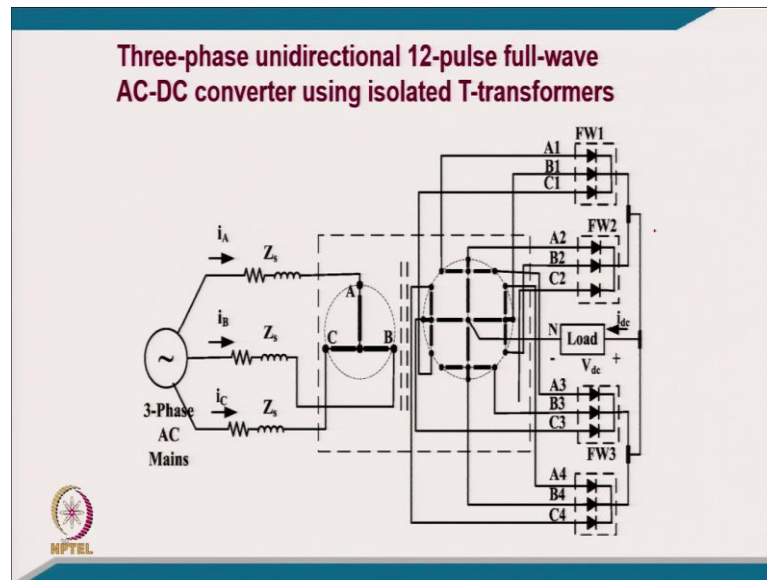 Three-phase unidirectional 12-pulse full-wave
AC-DC converter using isolated T-transformers
FW1
A1
B1
C1
FW2
A2
B2
C2
iA
Zs
iB
Zs
iC
Zs
A
C
B
3-Phase
AC
Mains
N
Load
idc
-
Vdc
+
A3
B3
C3
FW3
A4
B4
C4
NPTEL